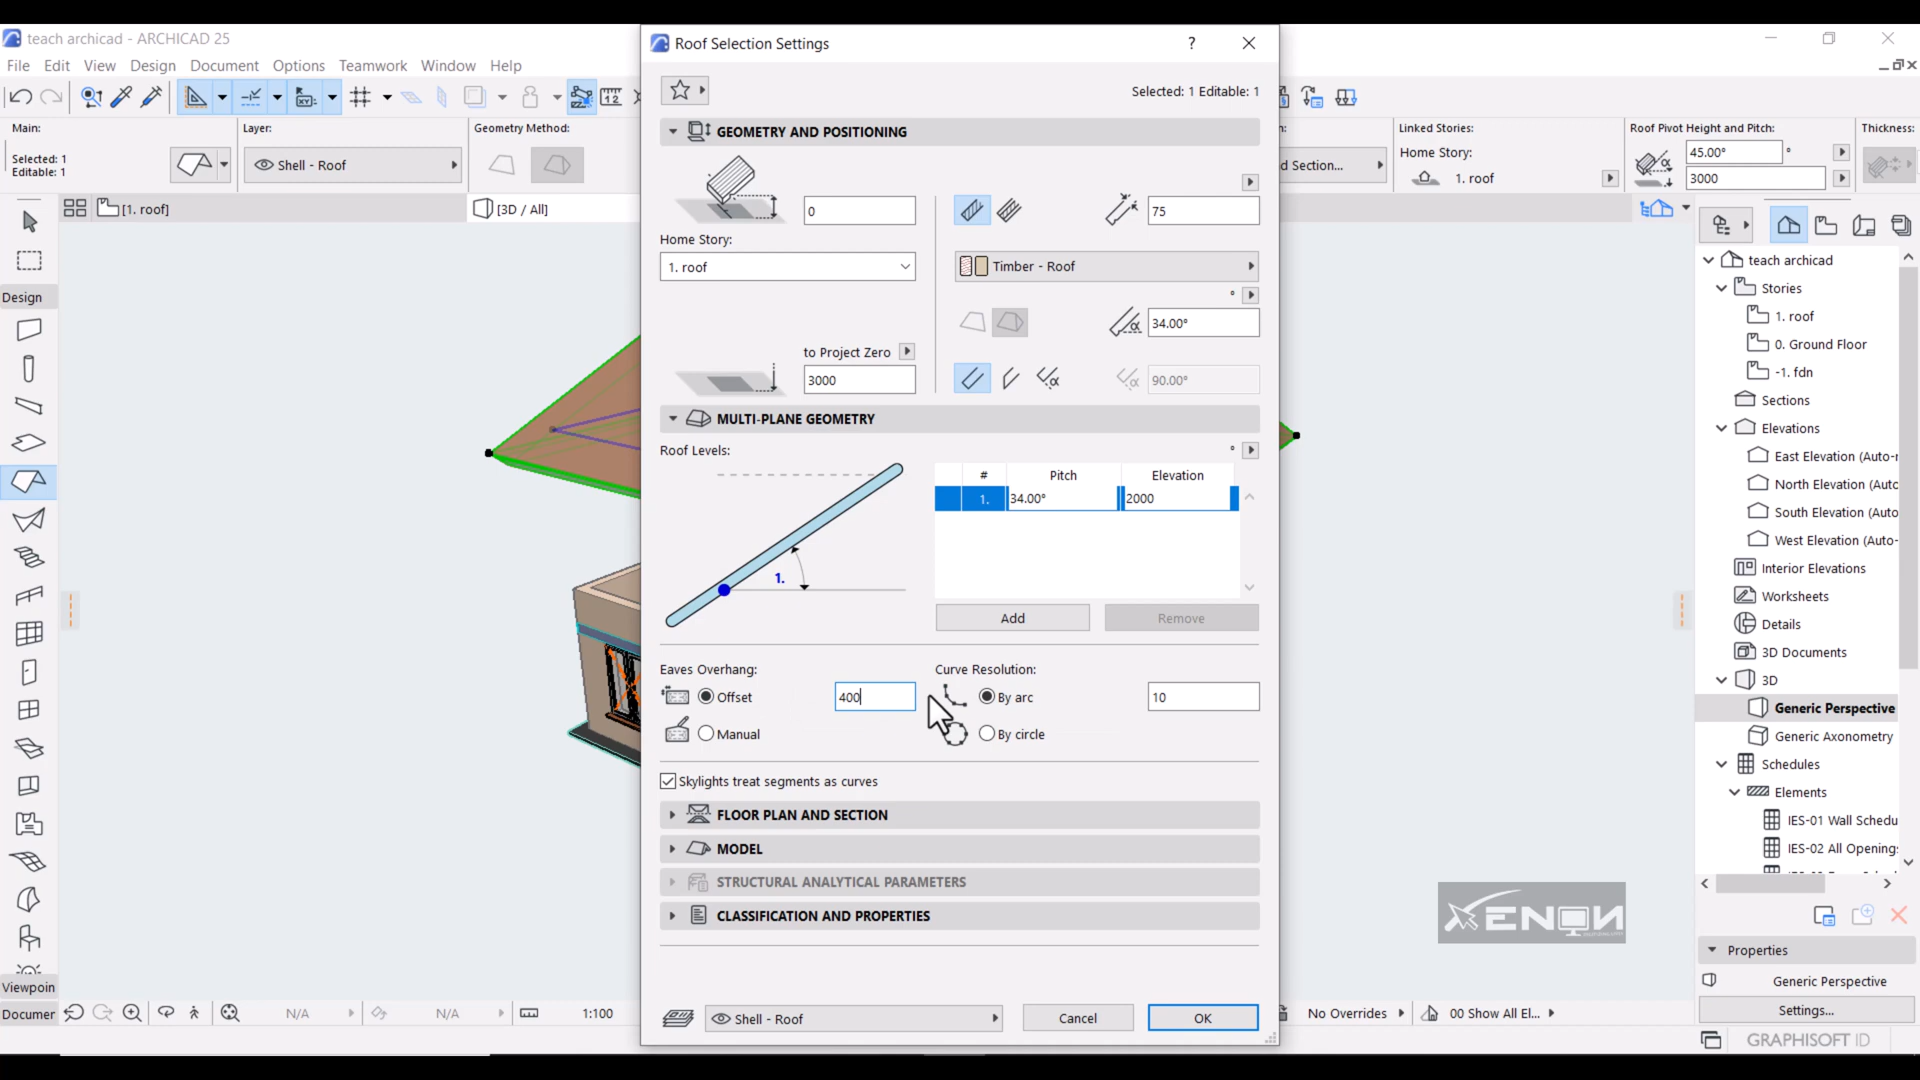 teach archicad - ARCHICAD 25
File Edit View Design Document Options Teamwork Window Help
Main:
Selected: 1
Editable: 1
Layer:
Shell - Roof
Geometry Method:
Linked Stories:
Home Story:
1. roof
Roof Pivot Height and Pitch:
45.00°
°
3000
Thickness:
d Section...
[1. roof]
[3D / All]
Design
Viewpoin
Documer
Roof Selection Settings
?
Selected: 1 Editable: 1
GEOMETRY AND POSITIONING
0
Home Story:
1. roof
to Project Zero
3000
75
Timber - Roof
°
34.00°
90.00°
MULTI-PLANE GEOMETRY
Roof Levels:
°
# Pitch Elevation
1. 34.00° 2000
1.
Add Remove
Eaves Overhang:
Offset 400
Manual
Curve Resolution:
By arc 10
By circle
Skylights treat segments as curves
FLOOR PLAN AND SECTION
MODEL
STRUCTURAL ANALYTICAL PARAMETERS
CLASSIFICATION AND PROPERTIES
Shell - Roof
Cancel OK
teach archicad
Stories
1. roof
0. Ground Floor
-1. fdn
Sections
Elevations
East Elevation (Auto-r
North Elevation (Autc
South Elevation (Auto
West Elevation (Auto-
Interior Elevations
Worksheets
Details
3D Documents
3D
Generic Perspective
Generic Axonometry
Schedules
Elements
IES-01 Wall Schedu
IES-02 All Opening:
Properties
Generic Perspective
Settings...
GRAPHISOFT ID
N/A N/A 1:100
No Overrides 00 Show All El...
XENON